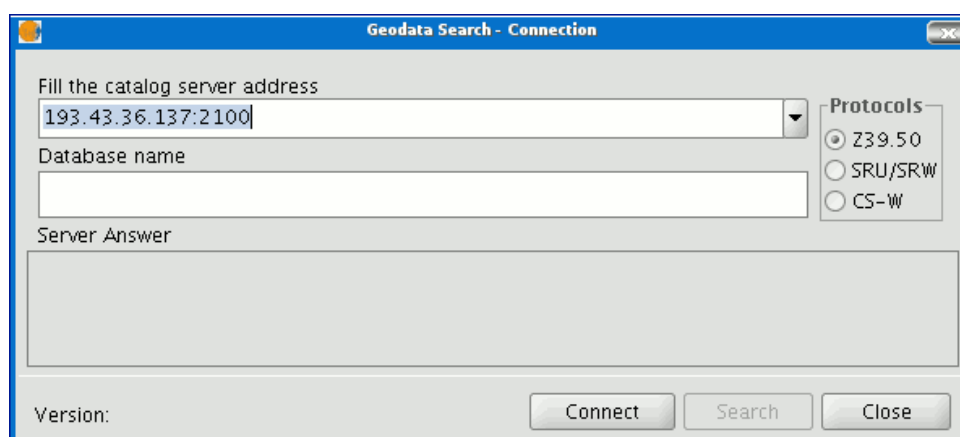 Geodata Search - Connection
Fill the catalog server address
193.43.36.137:2100
Protocols
Z39.50
SRU/SRW
CS-W
Database name
Server Answer
Version:
Connect
Search
Close